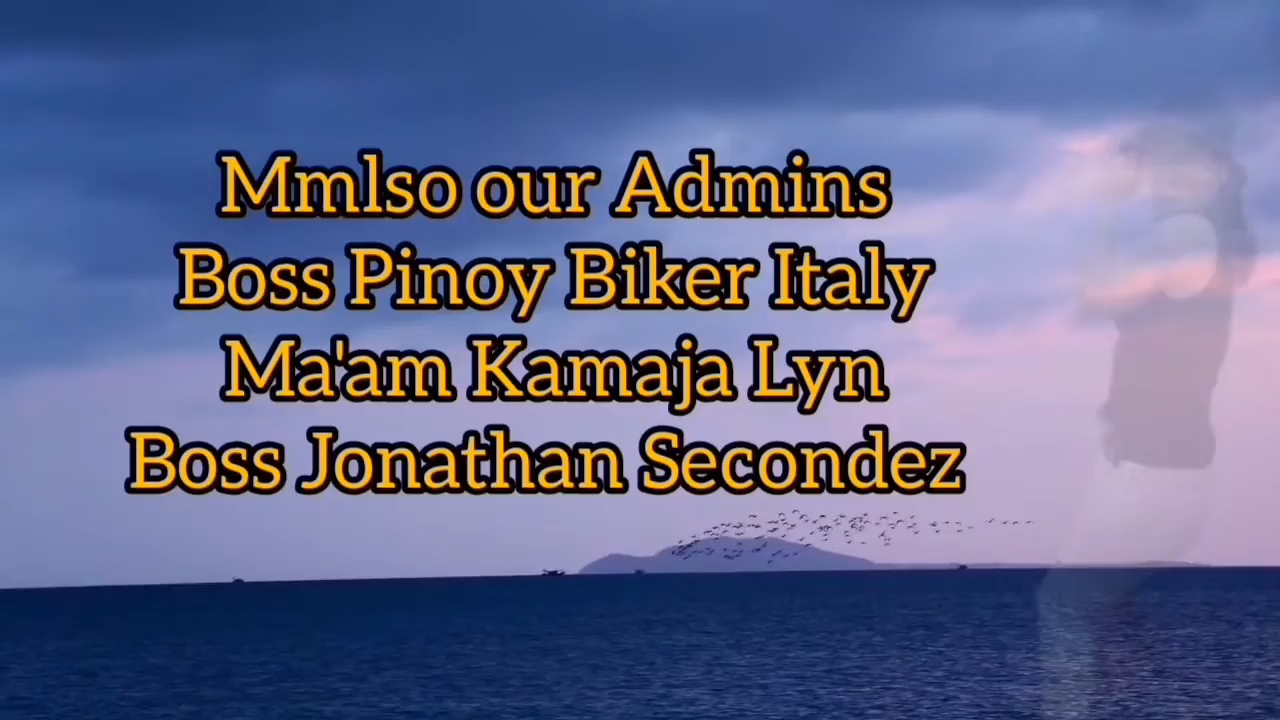 Mmlso our Admins
Boss Pinoy Biker Italy
Ma'am Kamaja Lyn
Boss Jonathan Secondez